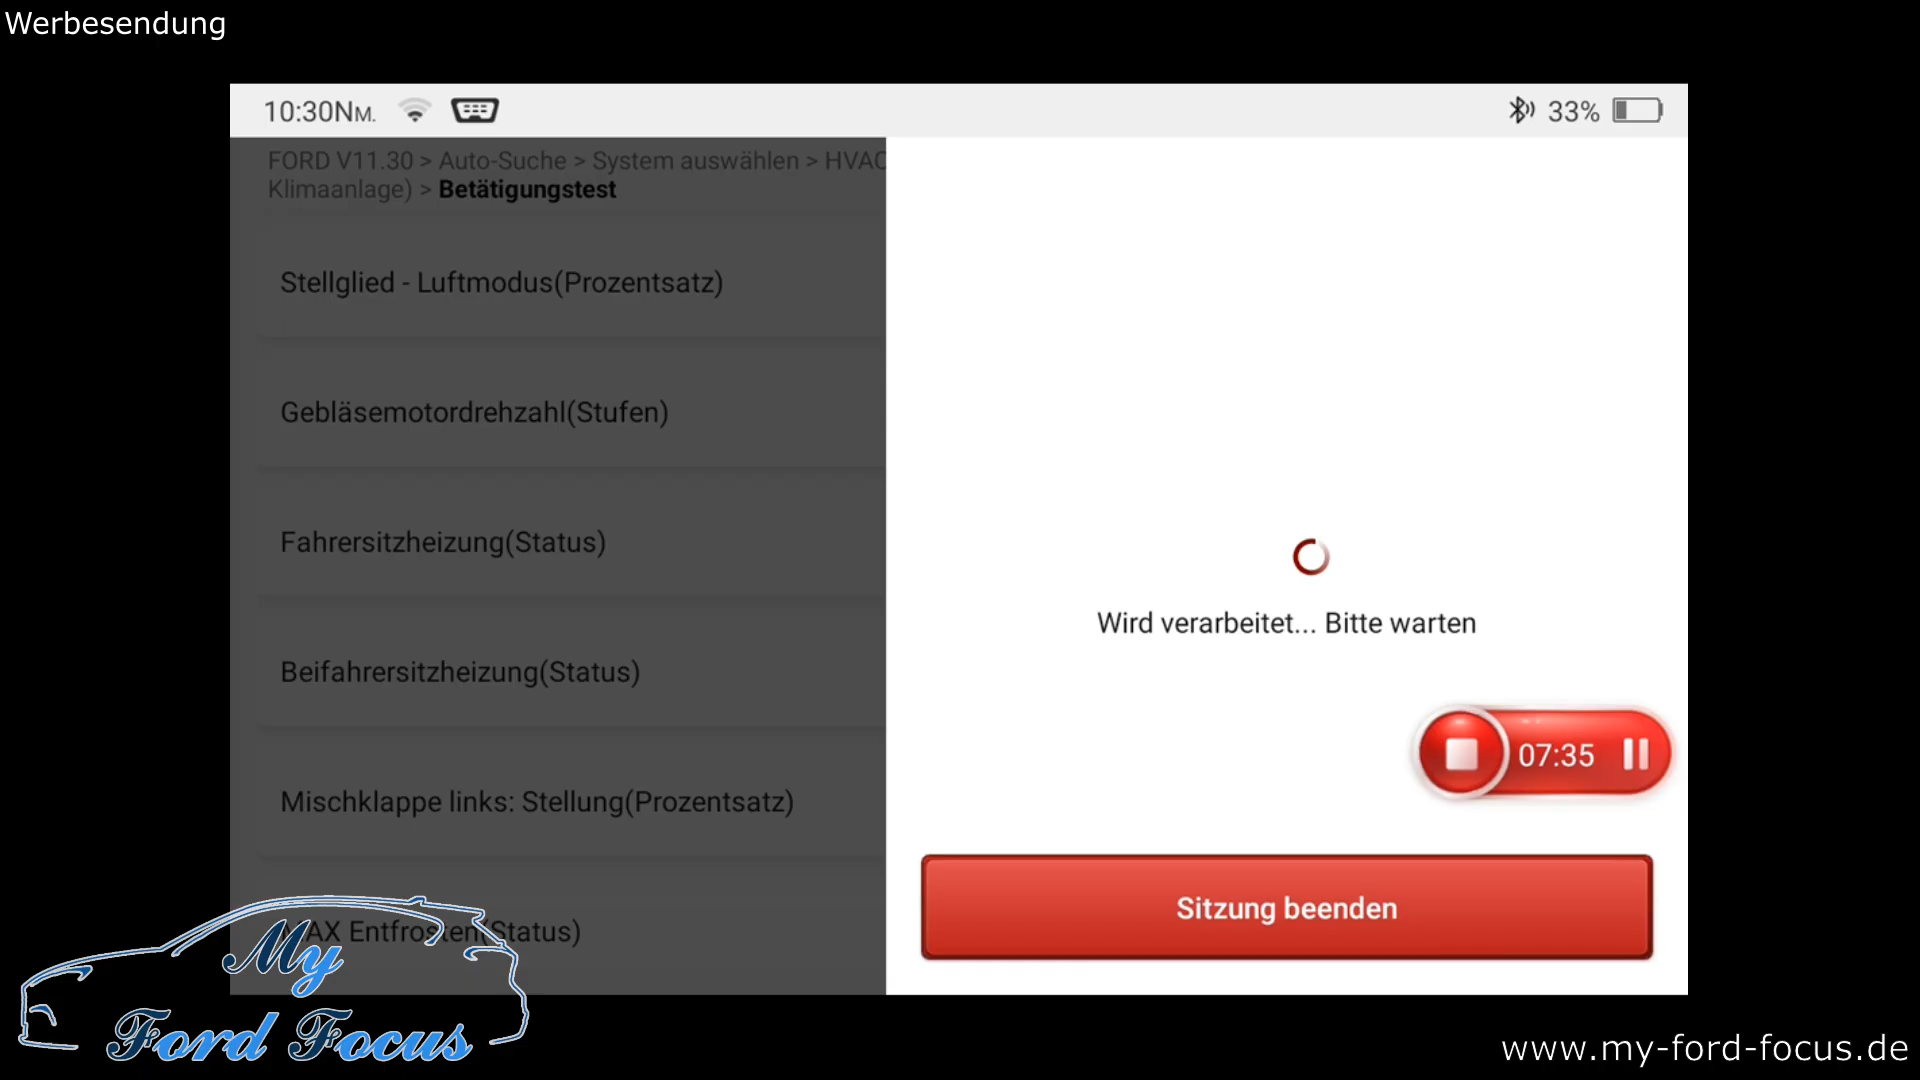 Werbesendung
10:30NM.
33%
FORD V11.30 > Auto-Suche > System auswählen > HVAC
Klimaanlage) > Betätigungstest
Stellglied - Luftmodus(Prozentsatz)
Gebläsemotordrehzahl(Stufen)
Fahrersitzheizung(Status)
Beifahrersitzheizung(Status)
Mischklappe links: Stellung(Prozentsatz)
MAX Entfrosten(Status)
Wird verarbeitet... Bitte warten
07:35
Sitzung beenden
My
Ford Focus
www.my-ford-focus.de